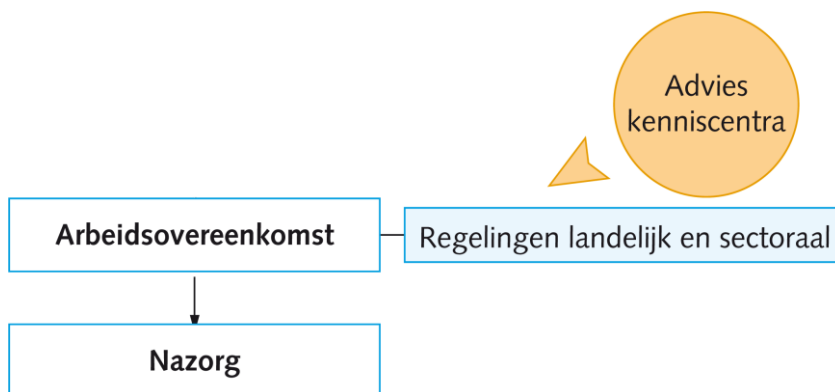 Advies
kenniscentra
Arbeidsovereenkomst
Regelingen landelijk en sectoraal
Nazorg